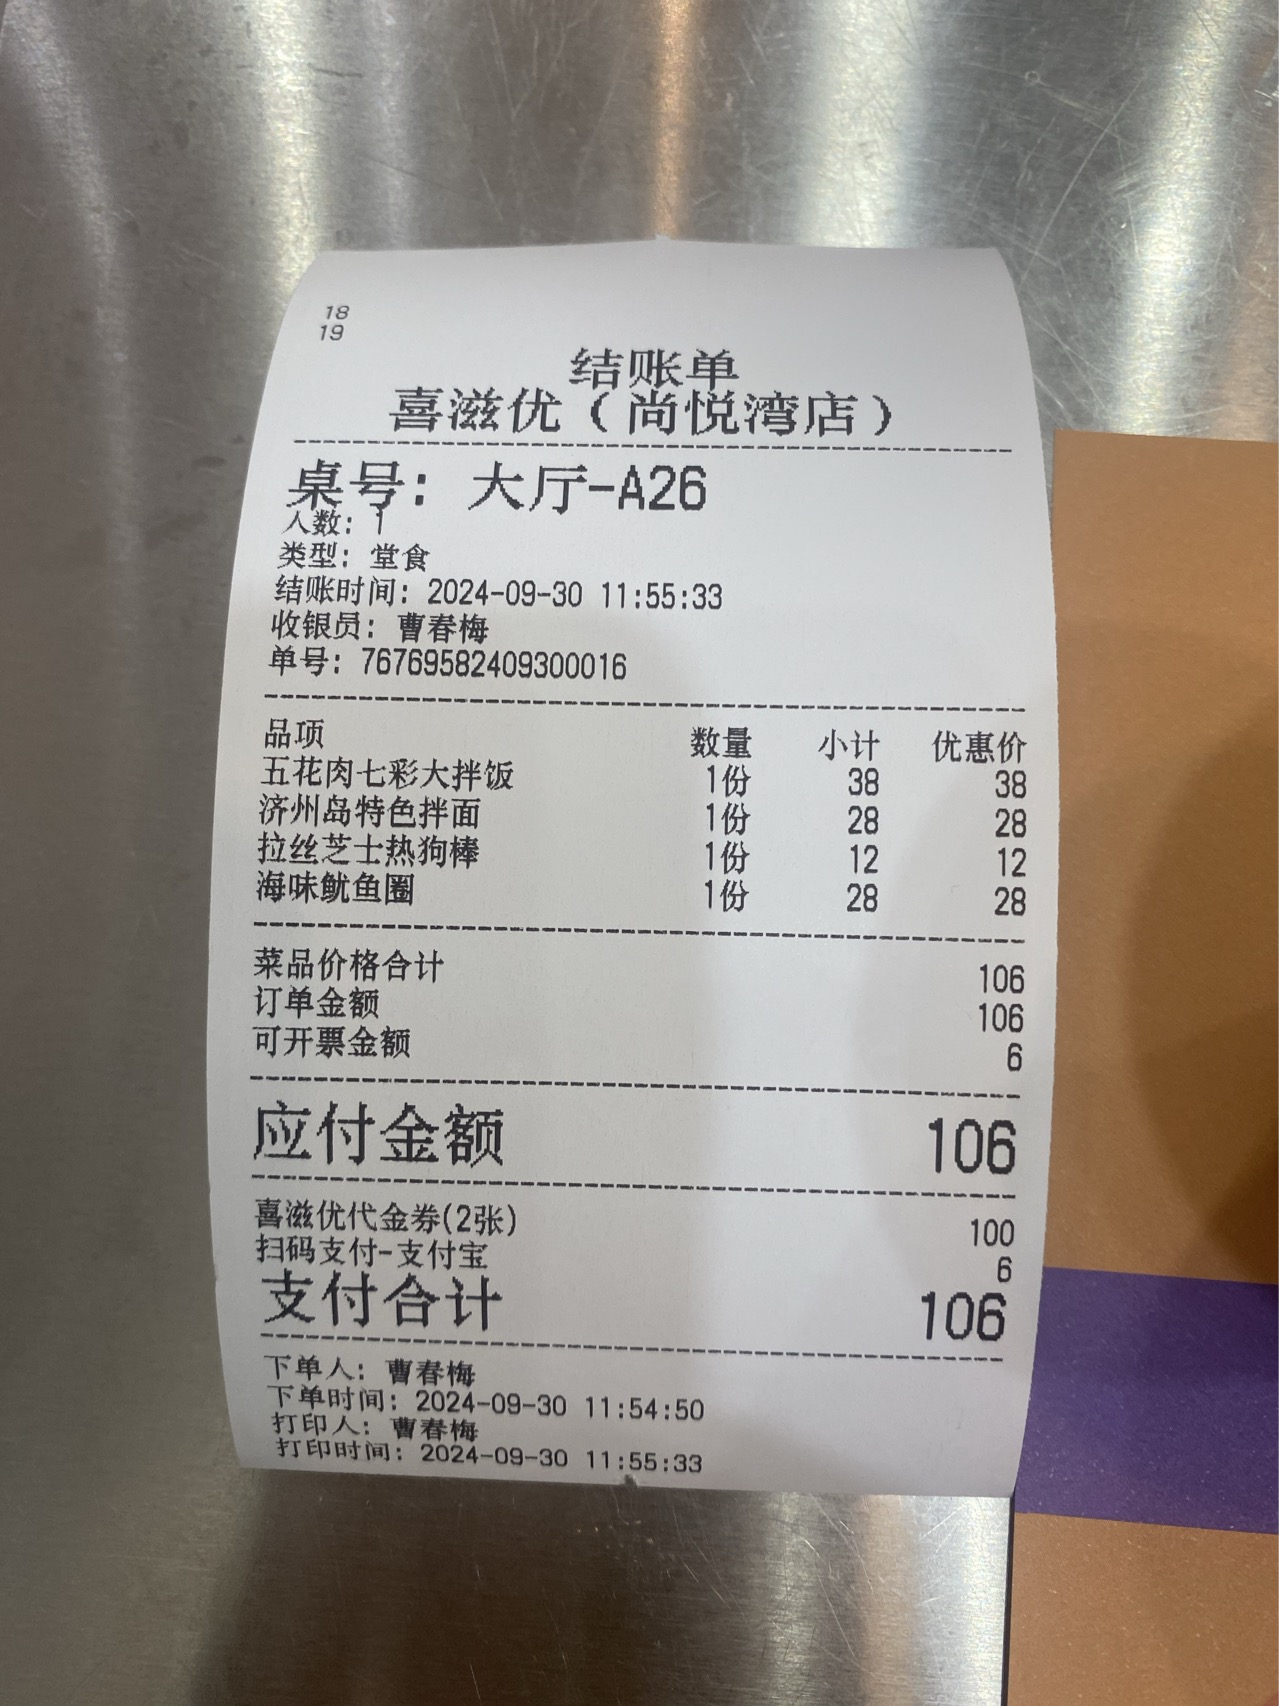 18
19
结账单
喜滋优（尚悦湾店）
桌号：大厅-A26
人数：1
类型：堂食
结账时间：2024-09-30 11:55:33
收银员：曹春梅
单号：76769582409300016
品项 数量 小计 优惠价
五花肉七彩大拌饭 1份 38 38
济州岛特色拌面 1份 28 28
拉丝芝士热狗棒 1份 12 12
海味鱿鱼圈 1份 28 28
菜品价格合计 106
订单金额 106
可开票金额 6
应付金额 106
喜滋优代金券(2张) 100
扫码支付-支付宝 6
支付合计 106
下单人：曹春梅
下单时间：2024-09-30 11:54:50
打印人：曹春梅
打印时间：2024-09-30 11:55:33